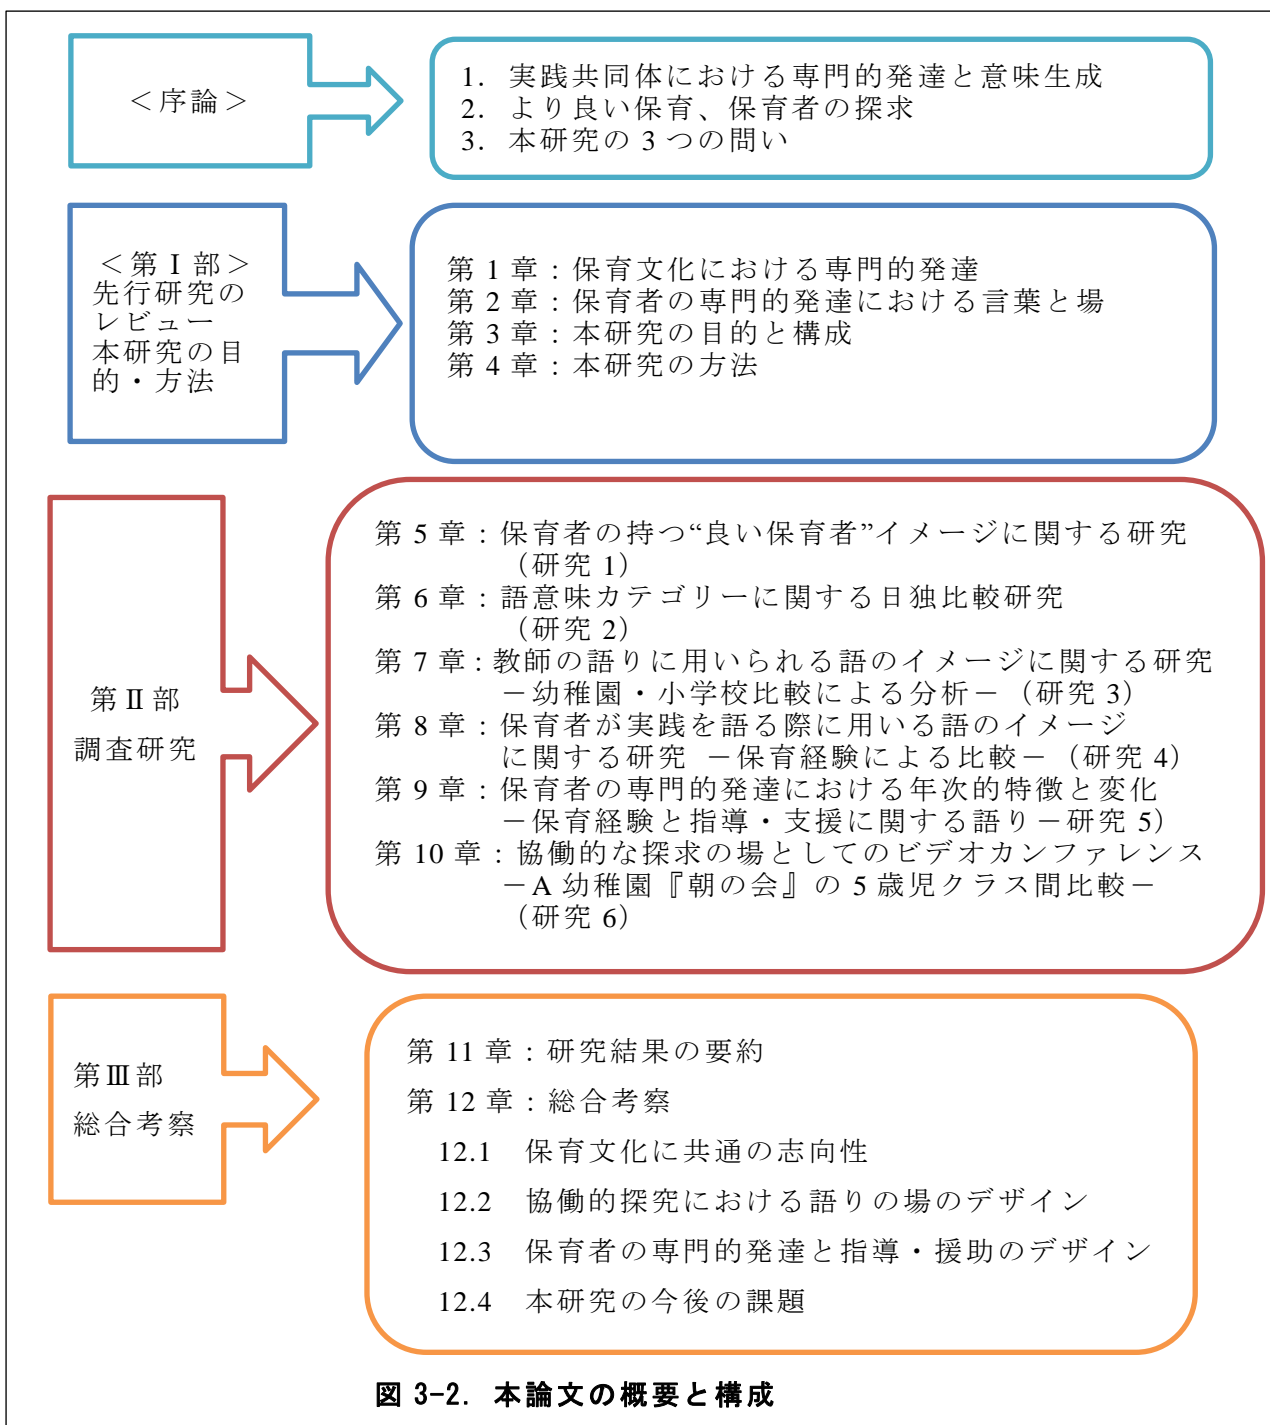 ＜序論＞
1. 実践共同体における専門的発達と意味生成
2. より良い保育、保育者の探求
3. 本研究の 3 つの問い
＜第Ⅰ部＞
先行研究の
レビュー
本研究の目
的・方法
第 1 章：保育文化における専門的発達
第 2 章：保育者の専門的発達における言葉と場
第 3 章：本研究の目的と構成
第 4 章：本研究の方法
第Ⅱ部
調査研究
第 5 章：保育者の持つ“良い保育者”イメージに関する研究
（研究 1）
第 6 章：語意味カテゴリーに関する日独比較研究
（研究 2）
第 7 章：教師の語りに用いられる語のイメージに関する研究
－幼稚園・小学校比較による分析－（研究 3）
第 8 章：保育者が実践を語る際に用いる語のイメージ
に関する研究 －保育経験による比較－（研究 4）
第 9 章：保育者の専門的発達における年次的特徴と変化
－保育経験と指導・支援に関する語り－研究 5）
第 10 章：協働的な探求の場としてのビデオカンファレンス
－A 幼稚園『朝の会』の 5 歳児クラス間比較－
（研究 6）
第Ⅲ部
総合考察
第 11 章：研究結果の要約
第 12 章：総合考察
12.1 保育文化に共通の志向性
12.2 協働的探究における語りの場のデザイン
12.3 保育者の専門的発達と指導・援助のデザイン
12.4 本研究の今後の課題
図 3-2. 本論文の概要と構成